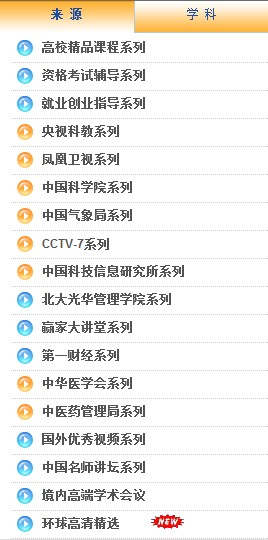 来 源 学 科
高校精品课程系列
资格考试辅导系列
就业创业指导系列
央视科教系列
凤凰卫视系列
中国科学院系列
中国气象局系列
CCTV-7系列
中国科技信息研究所系列
北大光华管理学院系列
赢家大讲堂系列
第一财经系列
中华医学会系列
中医药管理局系列
国外优秀视频系列
中国名师讲坛系列
境内高端学术会议
环球高清精选 NEW